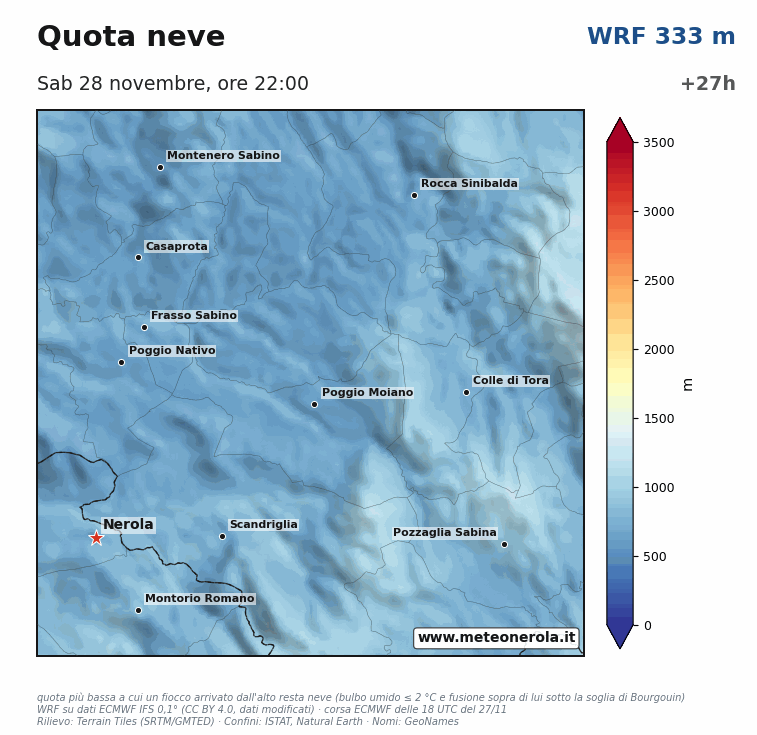 Quota neve
WRF 333 m
Sab 28 novembre, ore 22:00
+27h
Montenero Sabino
Rocca Sinibalda
Casaprota
Frasso Sabino
Poggio Nativo
Poggio Moiano
Colle di Tora
Nerola
Scandriglia
Pozzaglia Sabina
Montorio Romano
www.meteonerola.it
3500
3000
2500
2000
1500
1000
500
0
m
quota più bassa a cui un fiocco arrivato dall'alto resta neve (bulbo umido ≤ 2 °C e fusione sopra di lui sotto la soglia di Bourgouin)
WRF su dati ECMWF IFS 0,1° (CC BY 4.0, dati modificati) · corsa ECMWF delle 18 UTC del 27/11
Rilievo: Terrain Tiles (SRTM/GMTED) · Confini: ISTAT, Natural Earth · Nomi: GeoNames